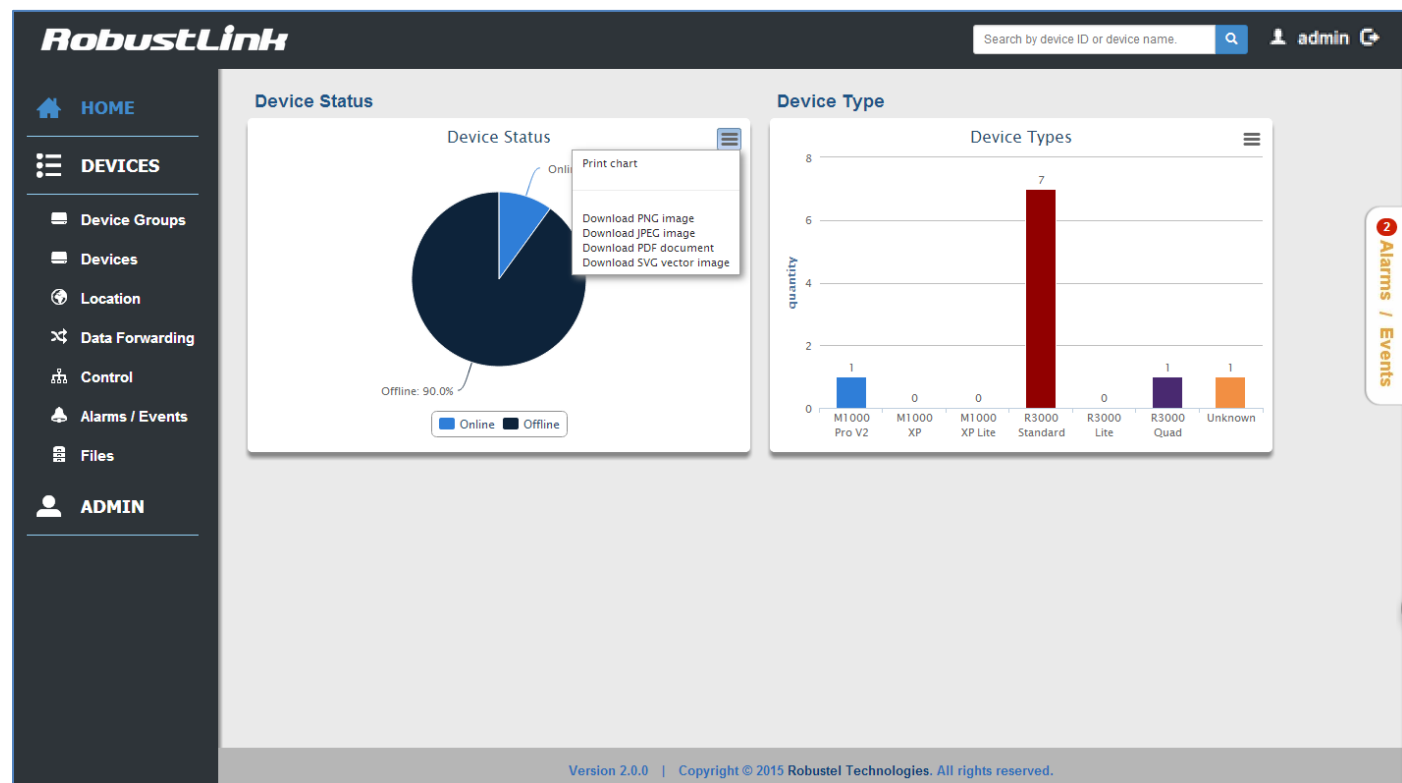 RobustLink
Search by device ID or device name.
admin
HOME
DEVICES
Device Groups
Devices
Location
Data Forwarding
Control
Alarms / Events
Files
ADMIN
Device Status
Device Status
Print chart
Download PNG image
Download JPEG image
Download PDF document
Download SVG vector image
Offline: 90.0%
Online Offline
Device Type
Device Types
quantity
8
6
4
2
0
1
0
0
7
0
1
1
M1000 Pro V2
M1000 XP
M1000 XP Lite
R3000 Standard
R3000 Lite
R3000 Quad
Unknown
2
Alarms / Events
Version 2.0.0 | Copyright © 2015 Robustel Technologies. All rights reserved.